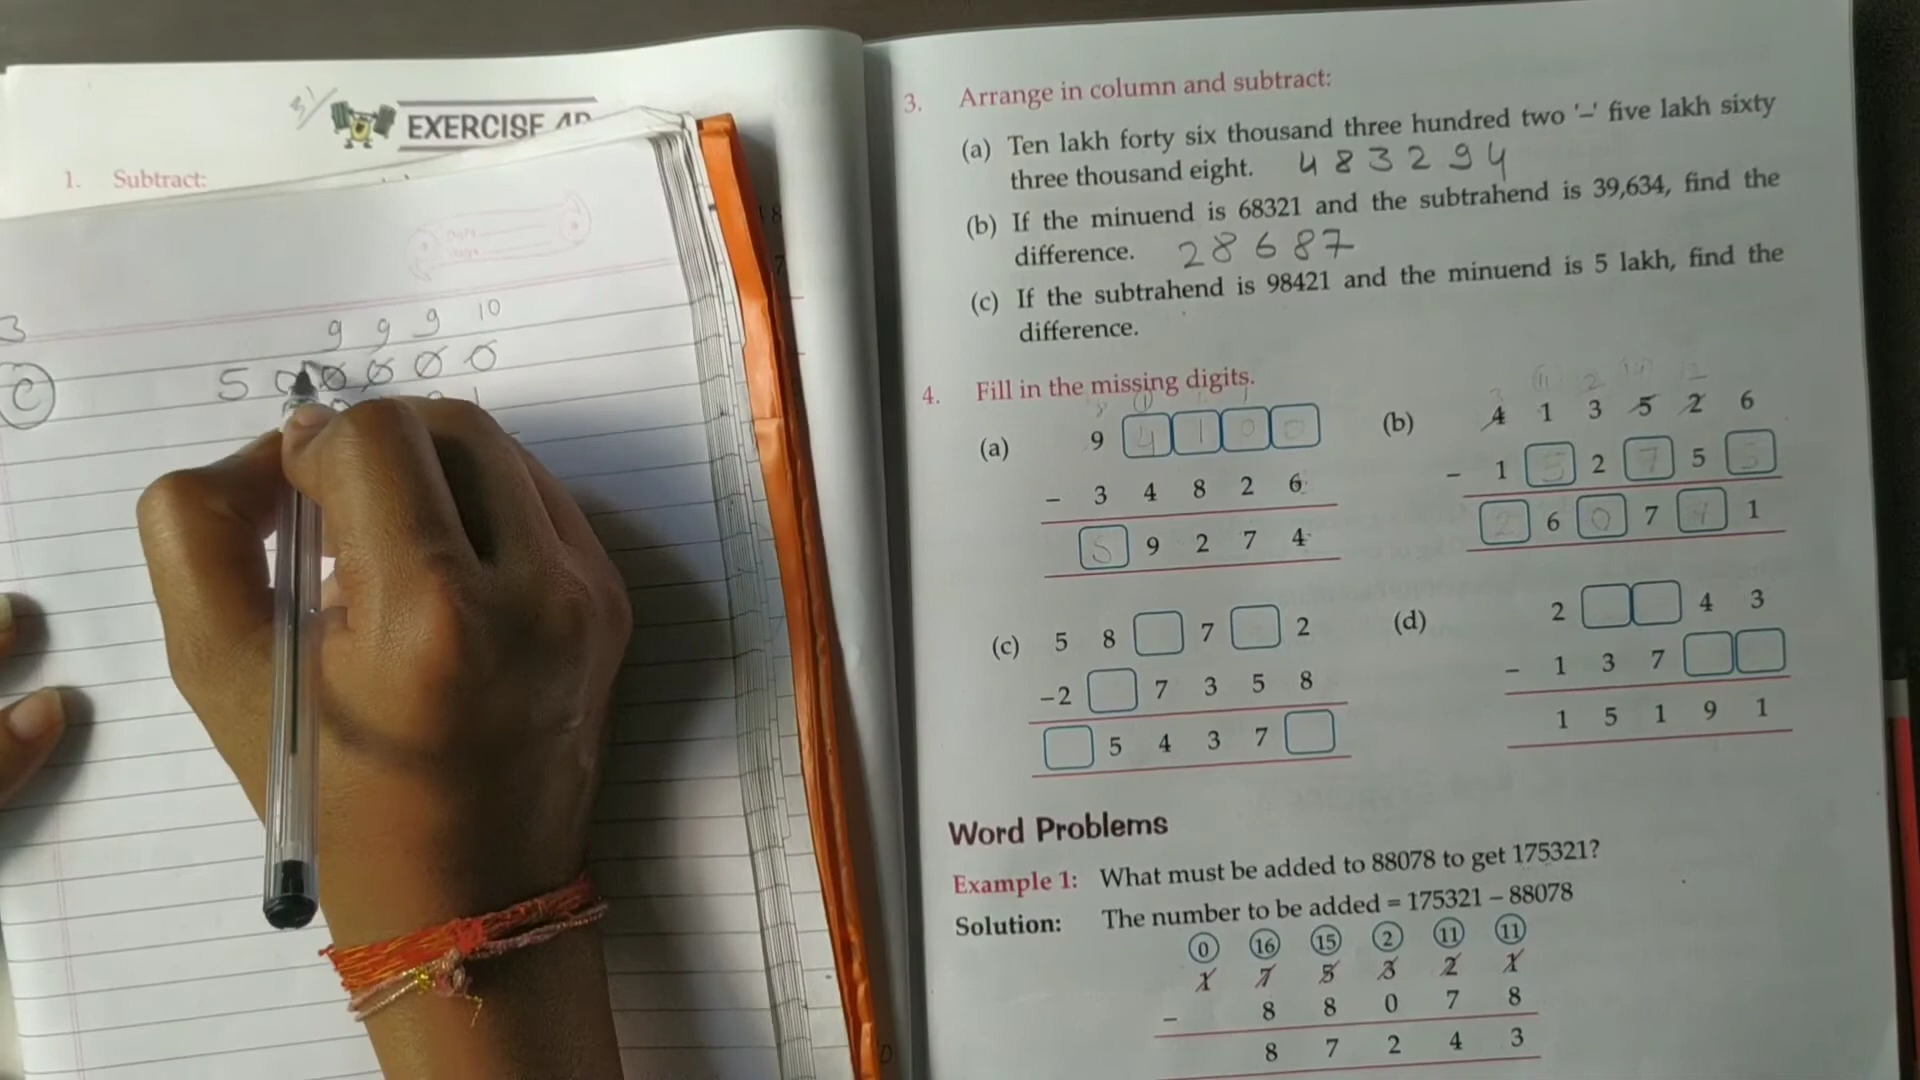 31
EXERCISE 4D
1. Subtract:
3
9 9 9 10
(c) 5 0 0 0 0 0
3. Arrange in column and subtract:
(a) Ten lakh forty six thousand three hundred two '–' five lakh sixty
three thousand eight. 4 8 3 2 9 4
(b) If the minuend is 68321 and the subtrahend is 39,634, find the
difference. 2 8 6 8 7
(c) If the subtrahend is 98421 and the minuend is 5 lakh, find the
difference.
4. Fill in the missing digits.
(a) 9 4 1 0 0
– 3 4 8 2 6
5 9 2 7 4
(b) 4 1 3 5 2 6
– 1 5 2 7 5 5
2 6 0 7 7 1
(c) 5 8 7 2
–2 7 3 5 8
5 4 3 7
(d) 2 4 3
– 1 3 7
1 5 1 9 1
Word Problems
Example 1: What must be added to 88078 to get 175321?
Solution: The number to be added = 175321 – 88078
0 16 15 2 11 11
1 7 5 3 2 1
– 8 8 0 7 8
8 7 2 4 3